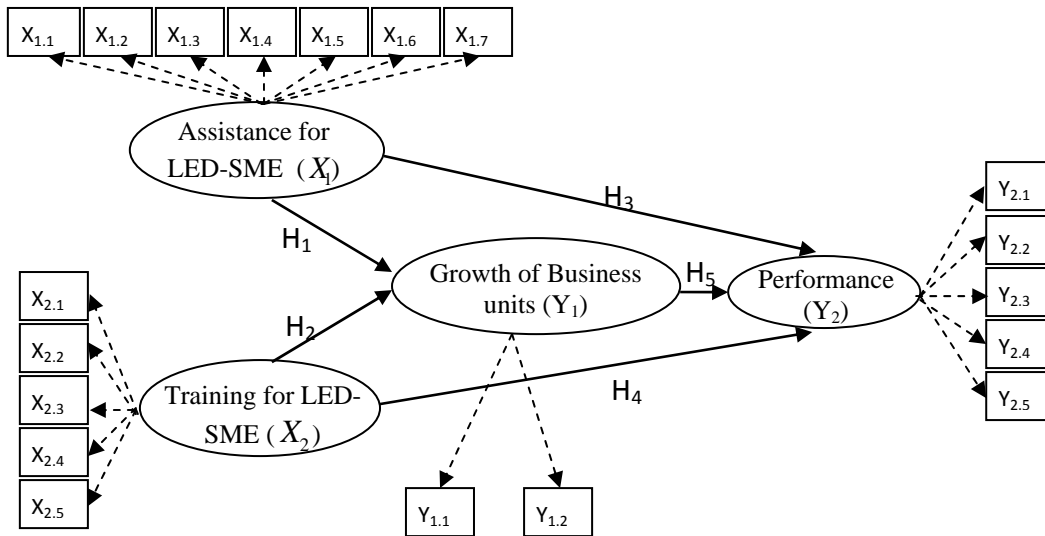 X1.1 X1.2 X1.3 X1.4 X1.5 X1.6 X1.7
Assistance for
LED-SME (X1)
H3
H1
Y2.1
Y2.2
Y2.3
Y2.4
Y2.5
Growth of Business
units (Y1)
H5
Performance
(Y2)
X2.1
X2.2
X2.3
X2.4
X2.5
H2
Training for LED-
SME (X2)
H4
Y1.1 Y1.2